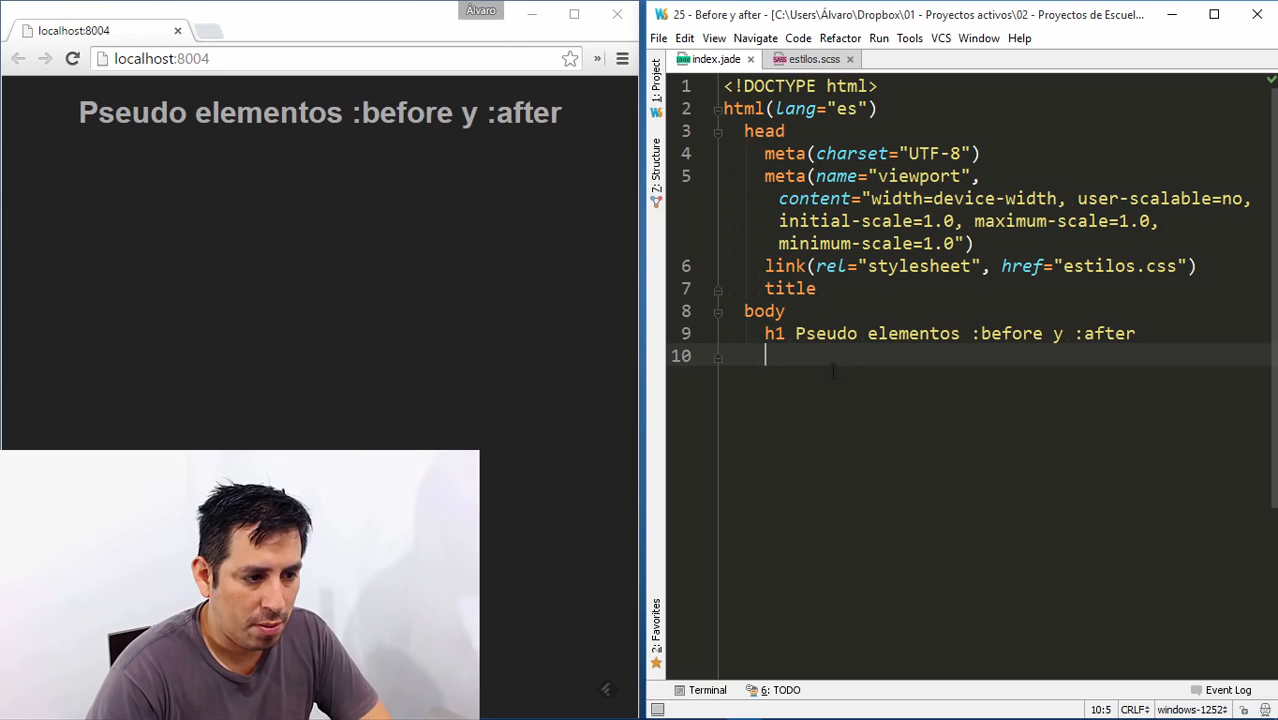 Álvaro
localhost:8004
localhost:8004
Pseudo elementos :before y :after
25 - Before y after - [C:\Users\Álvaro\Dropbox\01 - Proyectos activos\02 - Proyectos de Escuel...
File Edit View Navigate Code Refactor Run Tools VCS Window Help
index.jade estilos.scss
1: Project
Z: Structure
2: Favorites
1 <!DOCTYPE html>
2 html(lang="es")
3 head
4 meta(charset="UTF-8")
5 meta(name="viewport",
content="width=device-width, user-scalable=no,
initial-scale=1.0, maximum-scale=1.0,
minimum-scale=1.0")
6 link(rel="stylesheet", href="estilos.css")
7 title
8 body
9 h1 Pseudo elementos :before y :after
10
Terminal 6: TODO Event Log
10:5 CRLF windows-1252